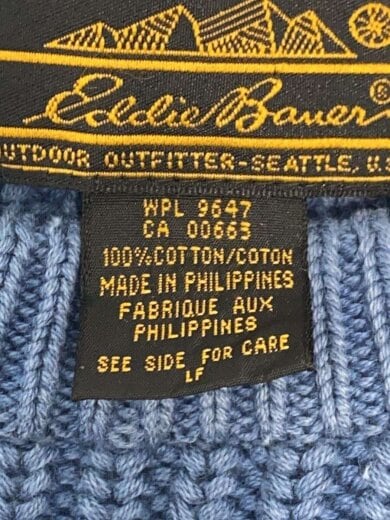 Eddie Bauer®
OUTDOOR OUTFITTER-SEATTLE, U.S
WPL 9647
CA 00663
100%COTTON/COTON
MADE IN PHILIPPINES
FABRIQUE AUX
PHILIPPINES
SEE SIDE FOR CARE
LF